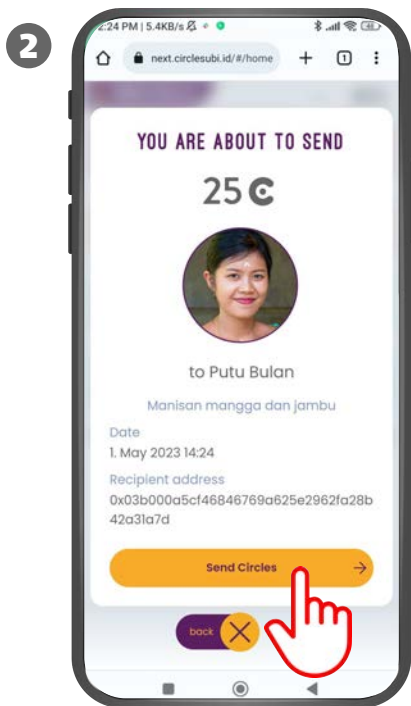 2
2:24 PM | 5.4KB/s
next.circlesubi.id/#/home
1
YOU ARE ABOUT TO SEND
25
to Putu Bulan
Manisan mangga dan jambu
Date
1. May 2023 14:24
Recipient address
0x03b000a5cf46846769a625e2962fa28b
42a31a7d
Send Circles
back